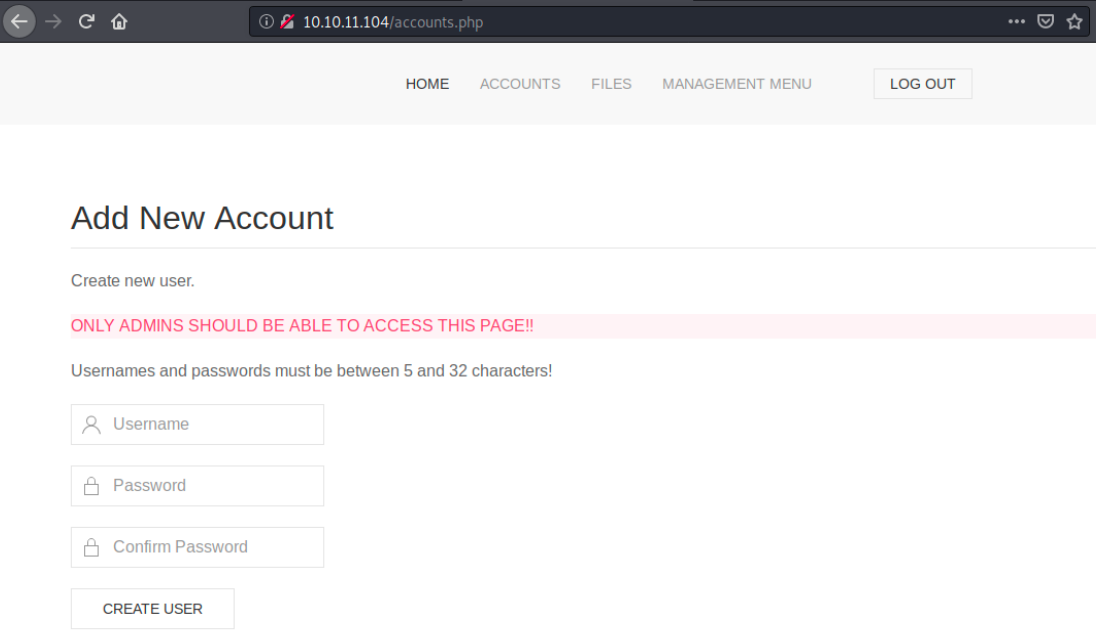 10.10.11.104/accounts.php
HOME ACCOUNTS FILES MANAGEMENT MENU LOG OUT
Add New Account
Create new user.
ONLY ADMINS SHOULD BE ABLE TO ACCESS THIS PAGE!!
Usernames and passwords must be between 5 and 32 characters!
Username
Password
Confirm Password
CREATE USER